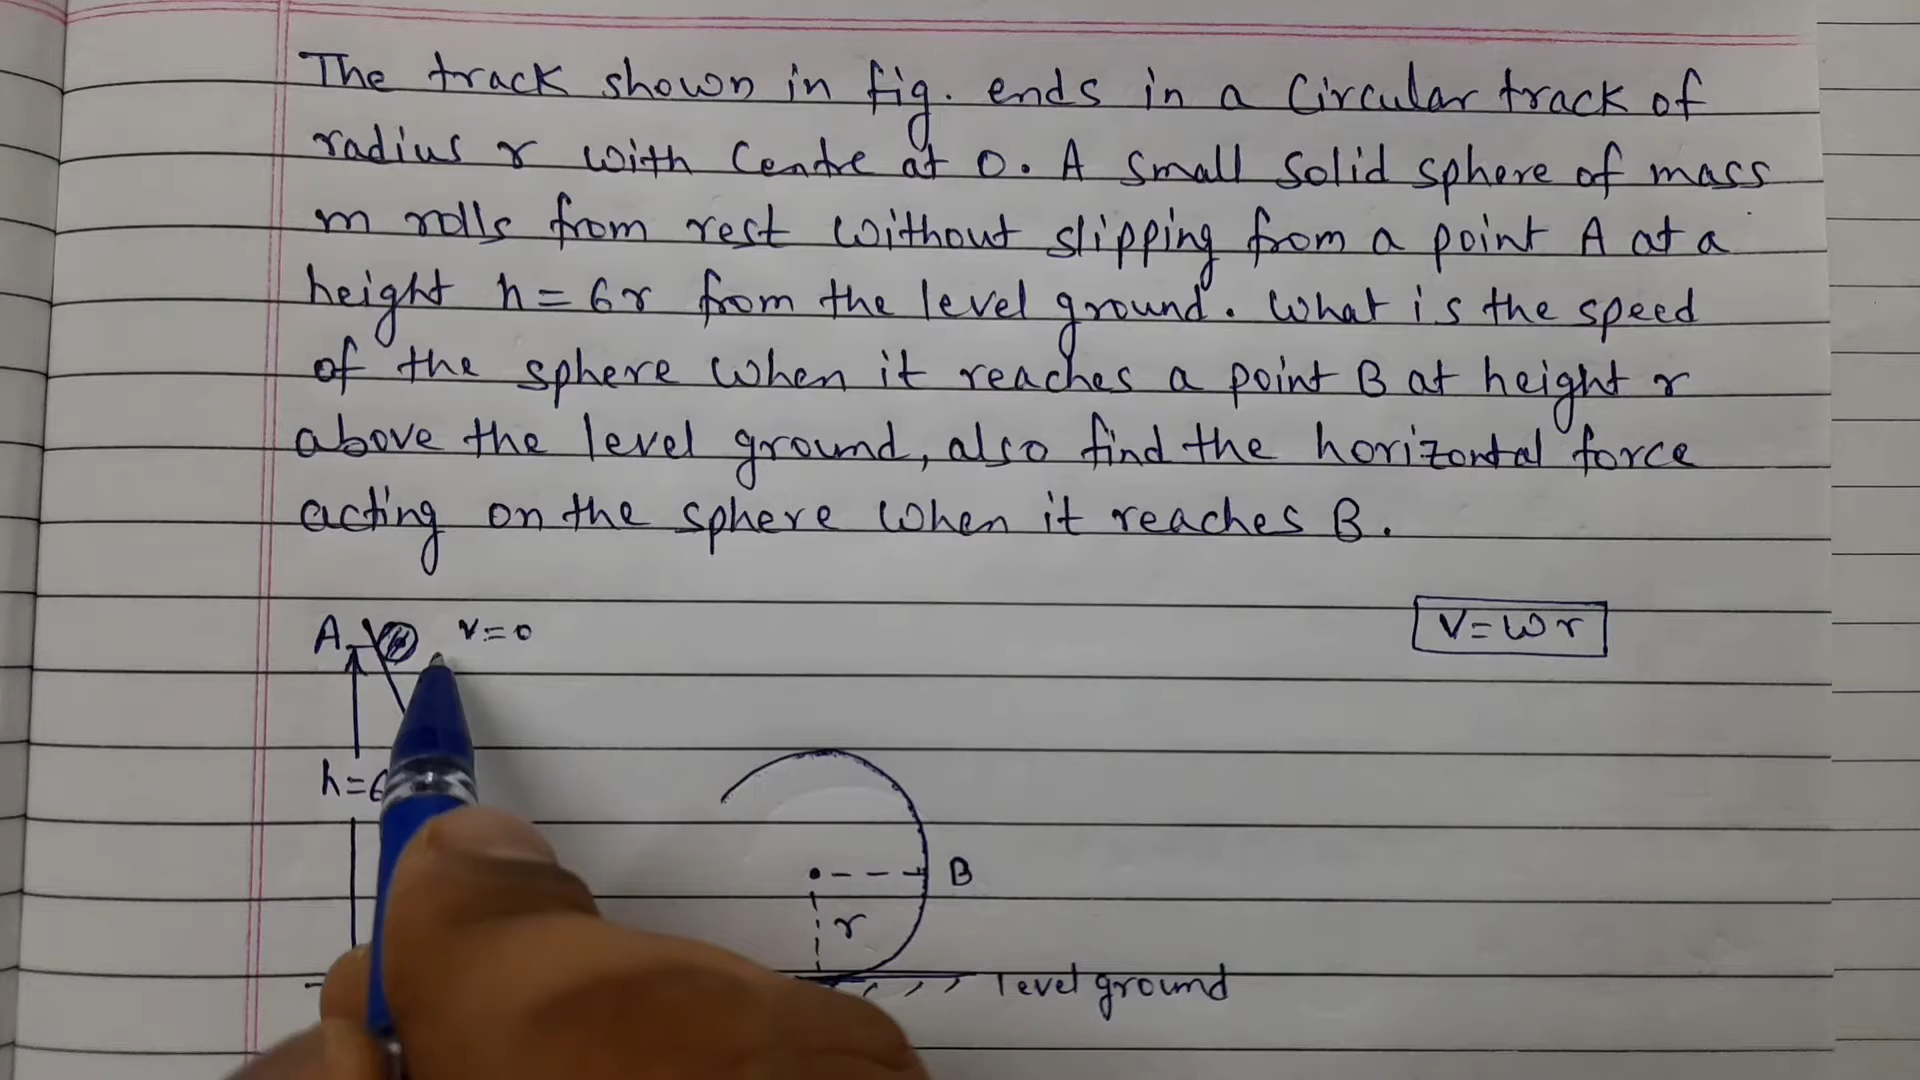 The track shown in fig. ends in a Circular track of
radius r with Centre at O. A small solid sphere of mass
m rolls from rest without slipping from a point A at a
height h = 6r from the level ground. What is the speed
of the sphere when it reaches a point B at height r
above the level ground, also find the horizontal force
acting on the sphere when it reaches B.
A v=0
V = ωr
h=6
B
r
level ground